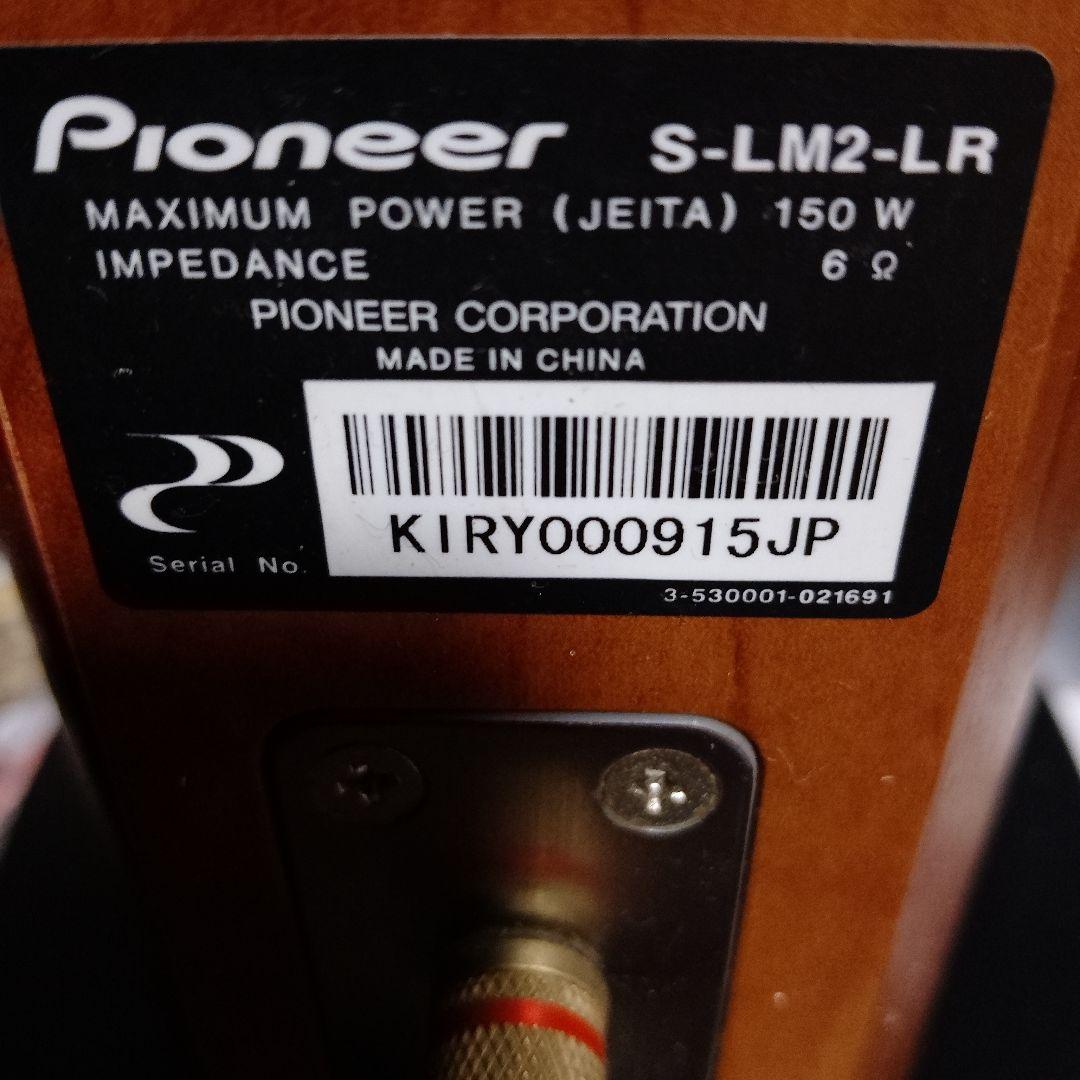 Pioneer S-LM2-LR
MAXIMUM POWER (JEITA) 150 W
IMPEDANCE 6 Ω
PIONEER CORPORATION
MADE IN CHINA
KIRY000915JP
Serial No.
3-530001-021691